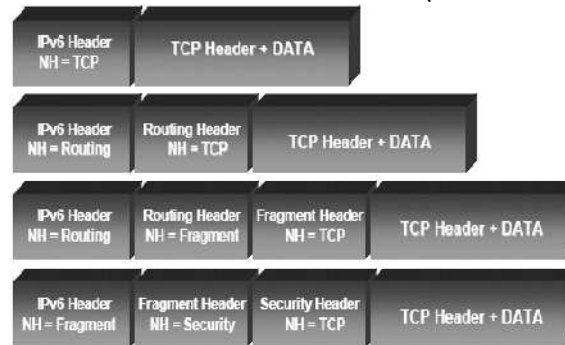 IPv6 Header
NH = TCP
TCP Header + DATA
IPv6 Header
NH = Routing
Routing Header
NH = TCP
TCP Header + DATA
IPv6 Header
NH = Routing
Routing Header
NH = Fragment
Fragment Header
NH = TCP
TCP Header + DATA
IPv6 Header
NH = Fragment
Fragment Header
NH = Security
Security Header
NH = TCP
TCP Header + DATA